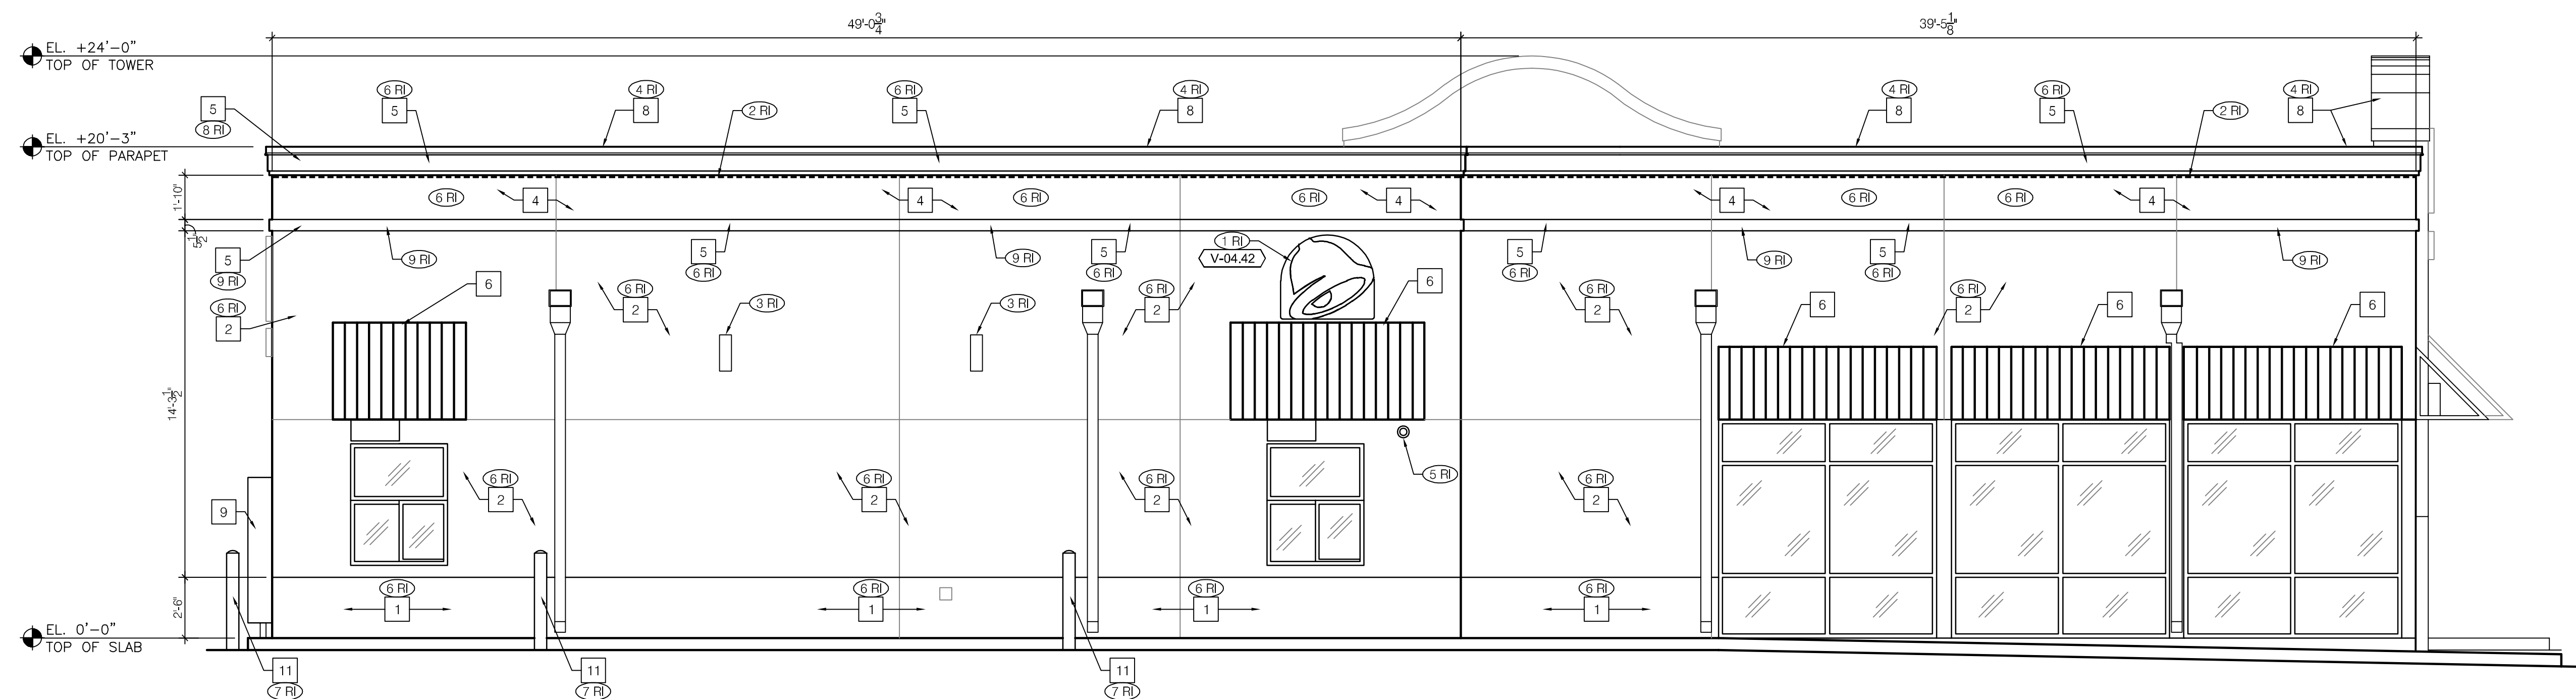 49'-0 3/4"
39'-5 1/8"
EL. +24'-0"
TOP OF TOWER
6 RI
4 RI
6 RI
4 RI
4 RI
6 RI
4 RI
5
5
8
2 RI
5
8
8
5
2 RI
8
8 RI
EL. +20'-3"
TOP OF PARAPET
1'-10"
6 RI
4
4
6 RI
6 RI
4
4
6 RI
6 RI
4
5 1/2"
5
9 RI
9 RI
5
6 RI
9 RI
5
6 RI
1 RI
V-04.42
5
6 RI
9 RI
5
6 RI
9 RI
6 RI
2
6
6 RI
2
3 RI
3 RI
6 RI
2
6
6 RI
2
6
6 RI
2
6
6
14'-3 1/2"
5 RI
9
6 RI
2
6 RI
2
6 RI
2
6 RI
2
2'-6"
6 RI
1
6 RI
1
6 RI
1
6 RI
1
EL. 0'-0"
TOP OF SLAB
11
7 RI
11
7 RI
11
7 RI